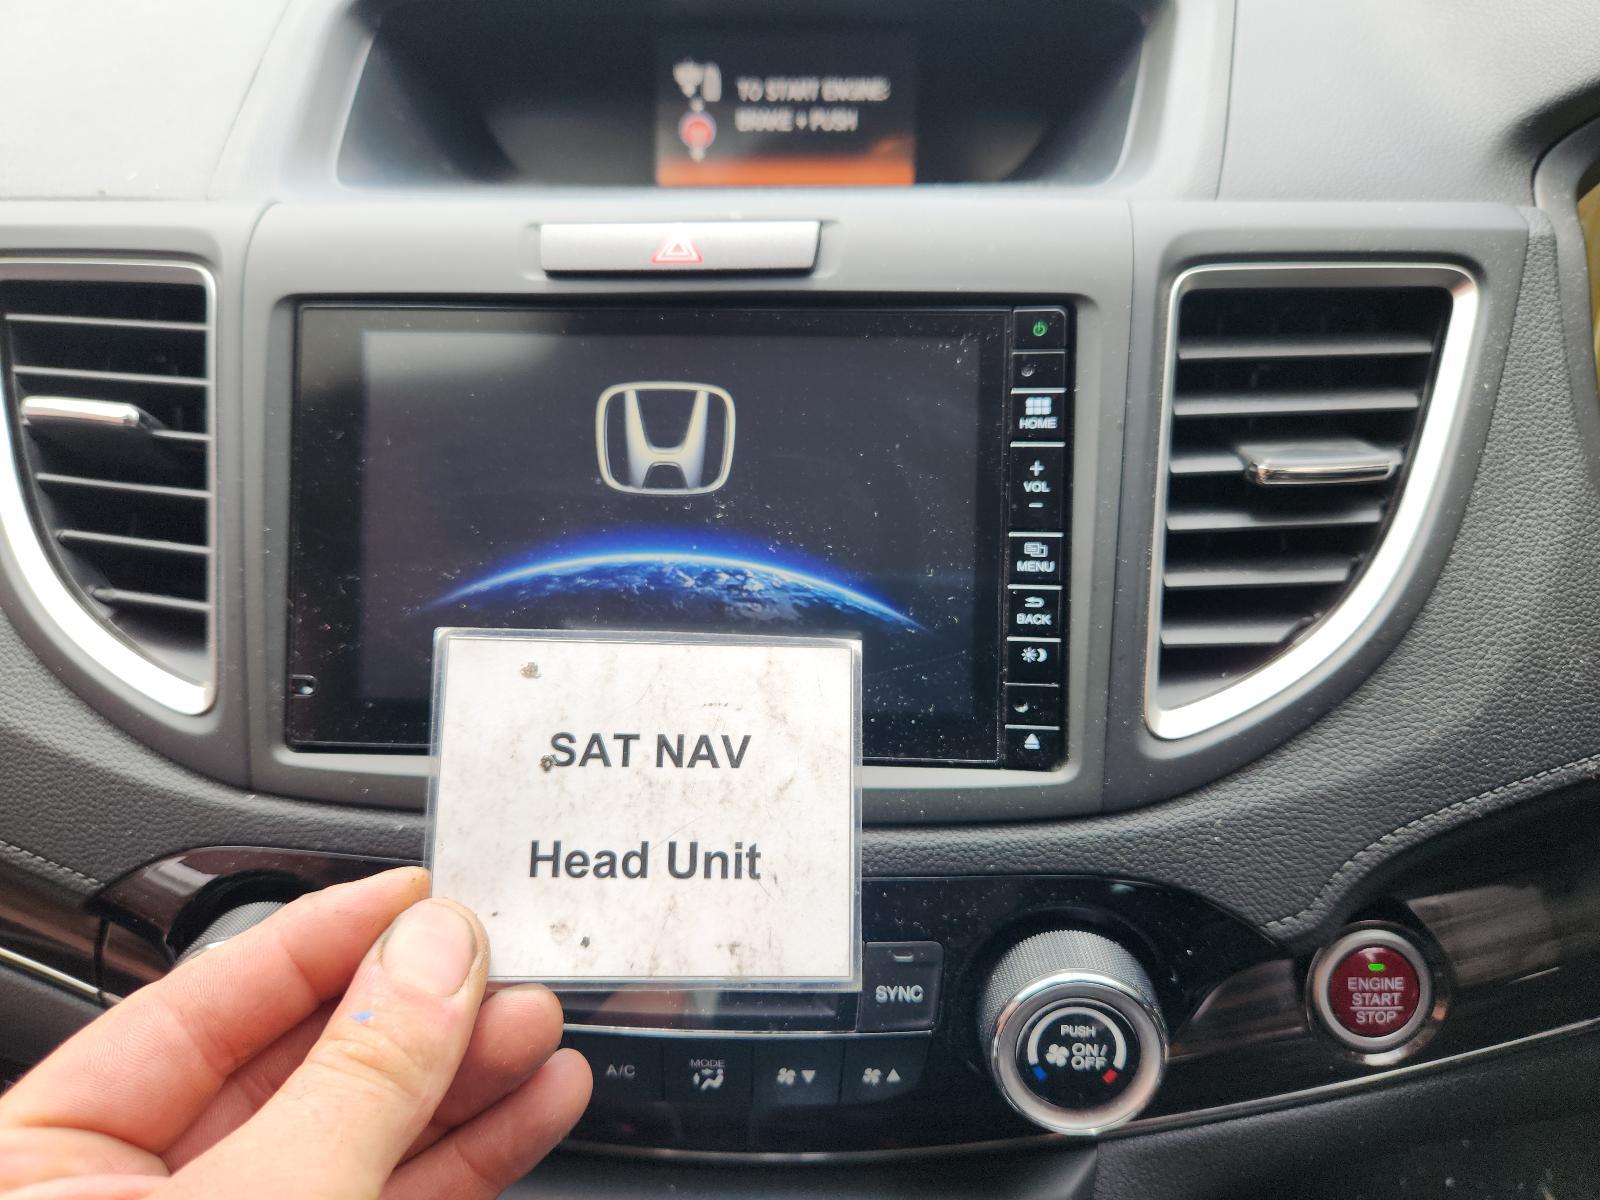 TO START ENGINE:
BRAKE + PUSH
HOME
+
VOL
−
MENU
BACK
SAT NAV
Head Unit
SYNC
A/C
MODE
PUSH
ON/
OFF
ENGINE
START
STOP